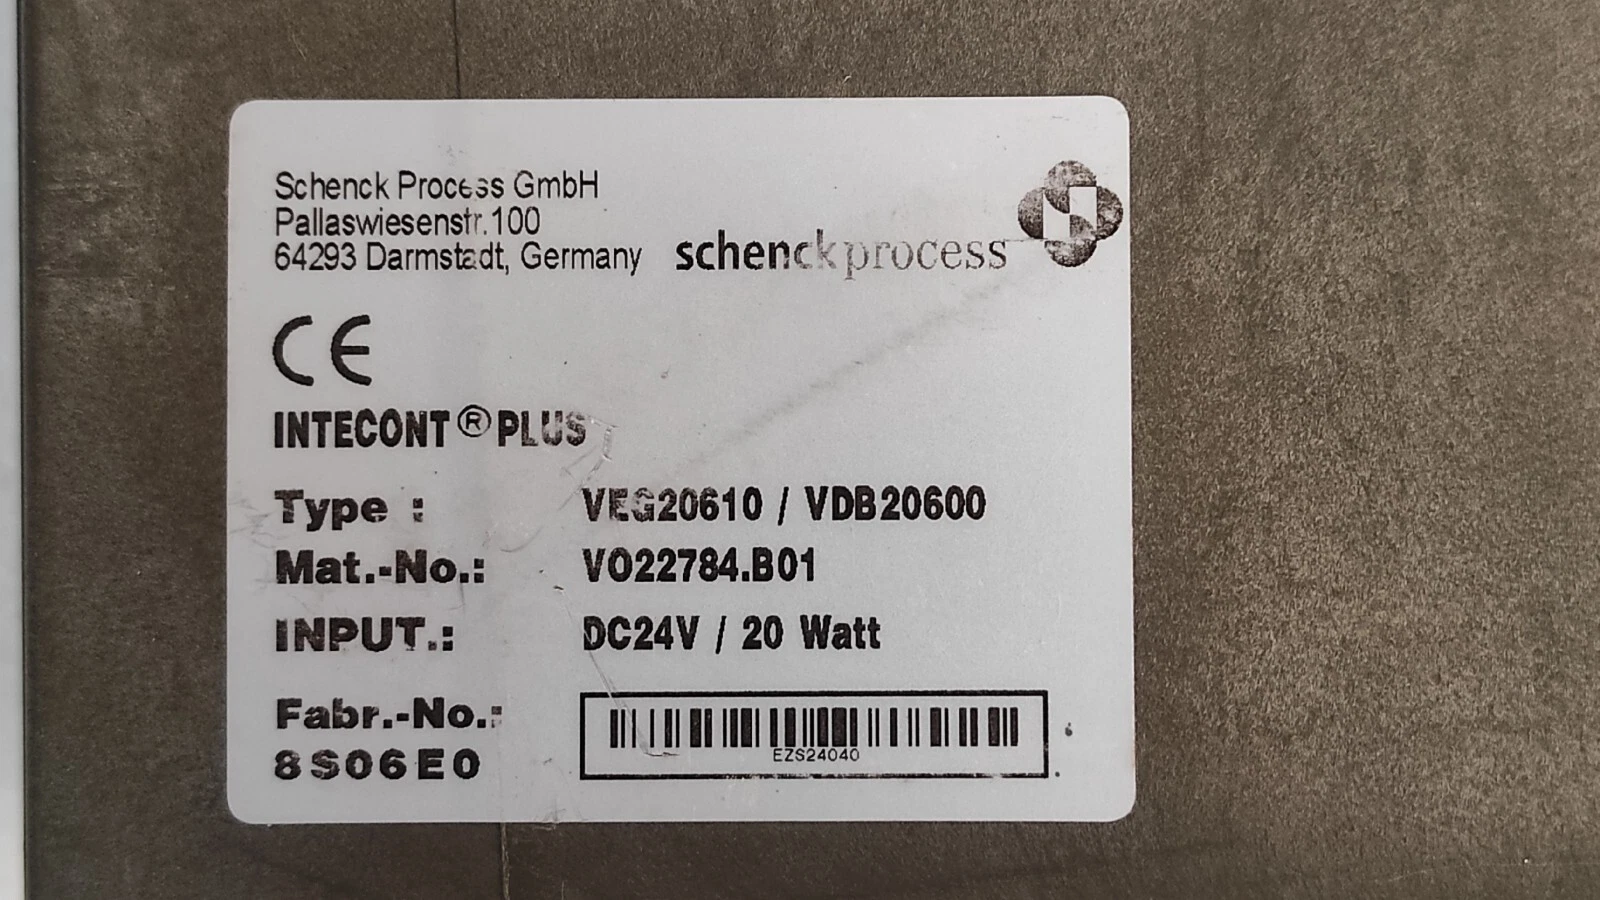 Schenck Process GmbH
Pallaswiesenstr.100
64293 Darmstadt, Germany
schenckprocess
CE
INTECONT® PLUS
Type : VEG20610 / VDB20600
Mat.-No.: VO22784.B01
INPUT.: DC24V / 20 Watt
Fabr.-No.:
8S06E0
EZS24040